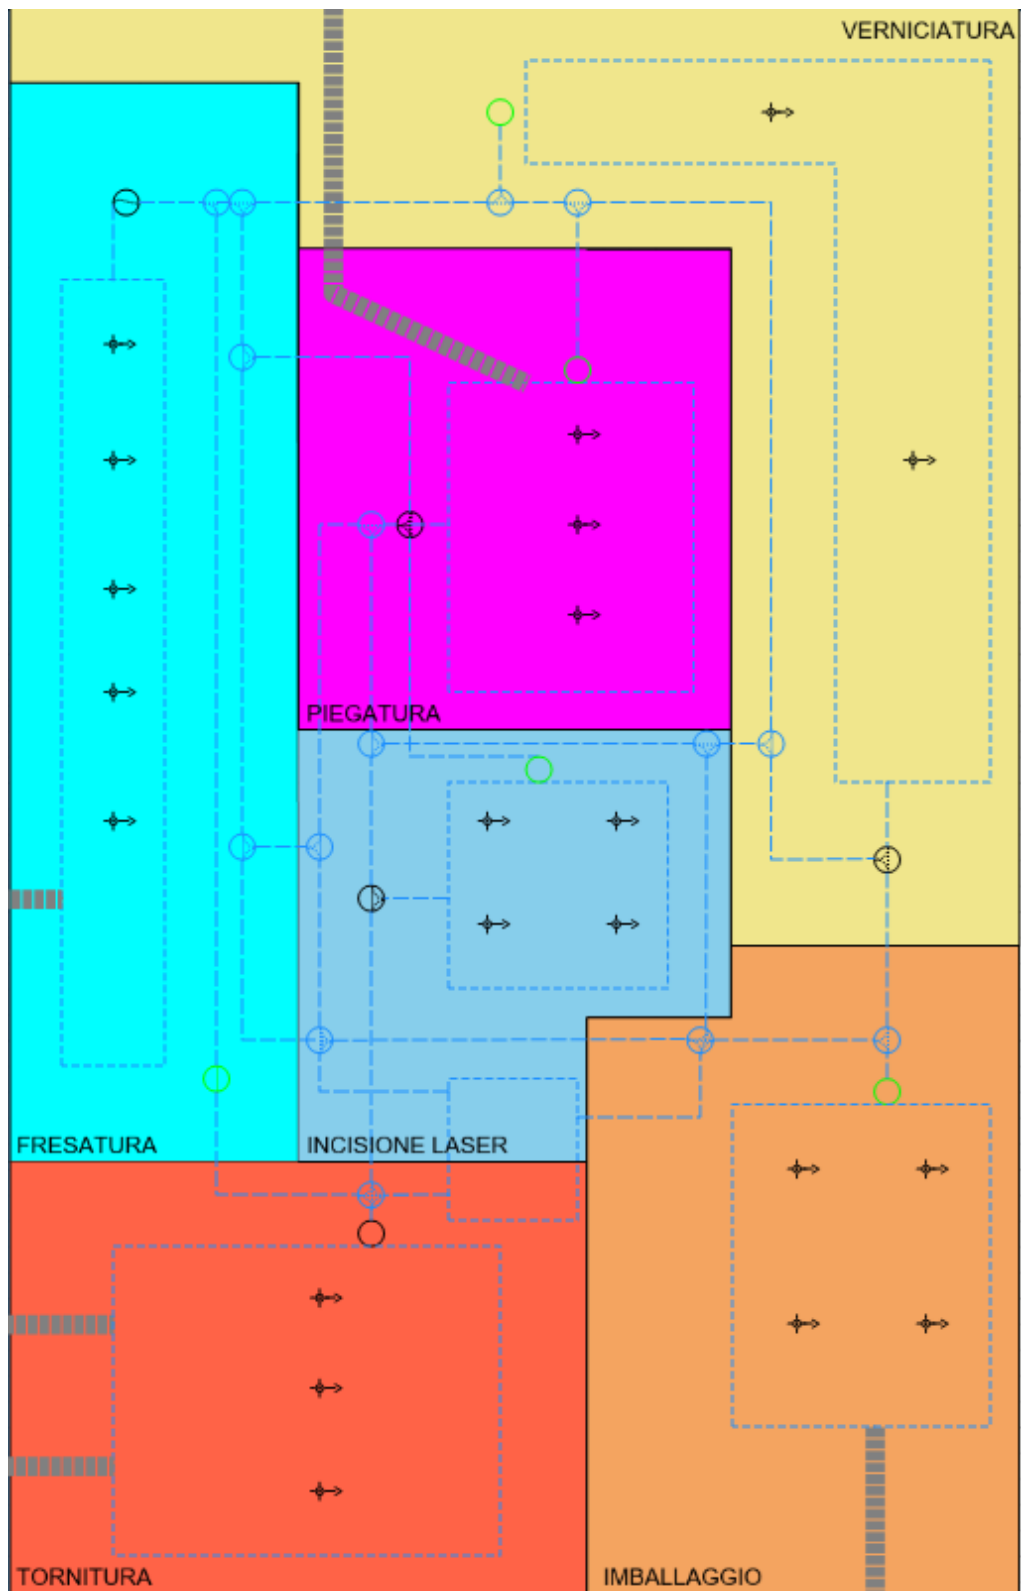 VERNICIATURA
PIEGATURA
FRESATURA
INCISIONE LASER
TORNITURA
IMBALLAGGIO